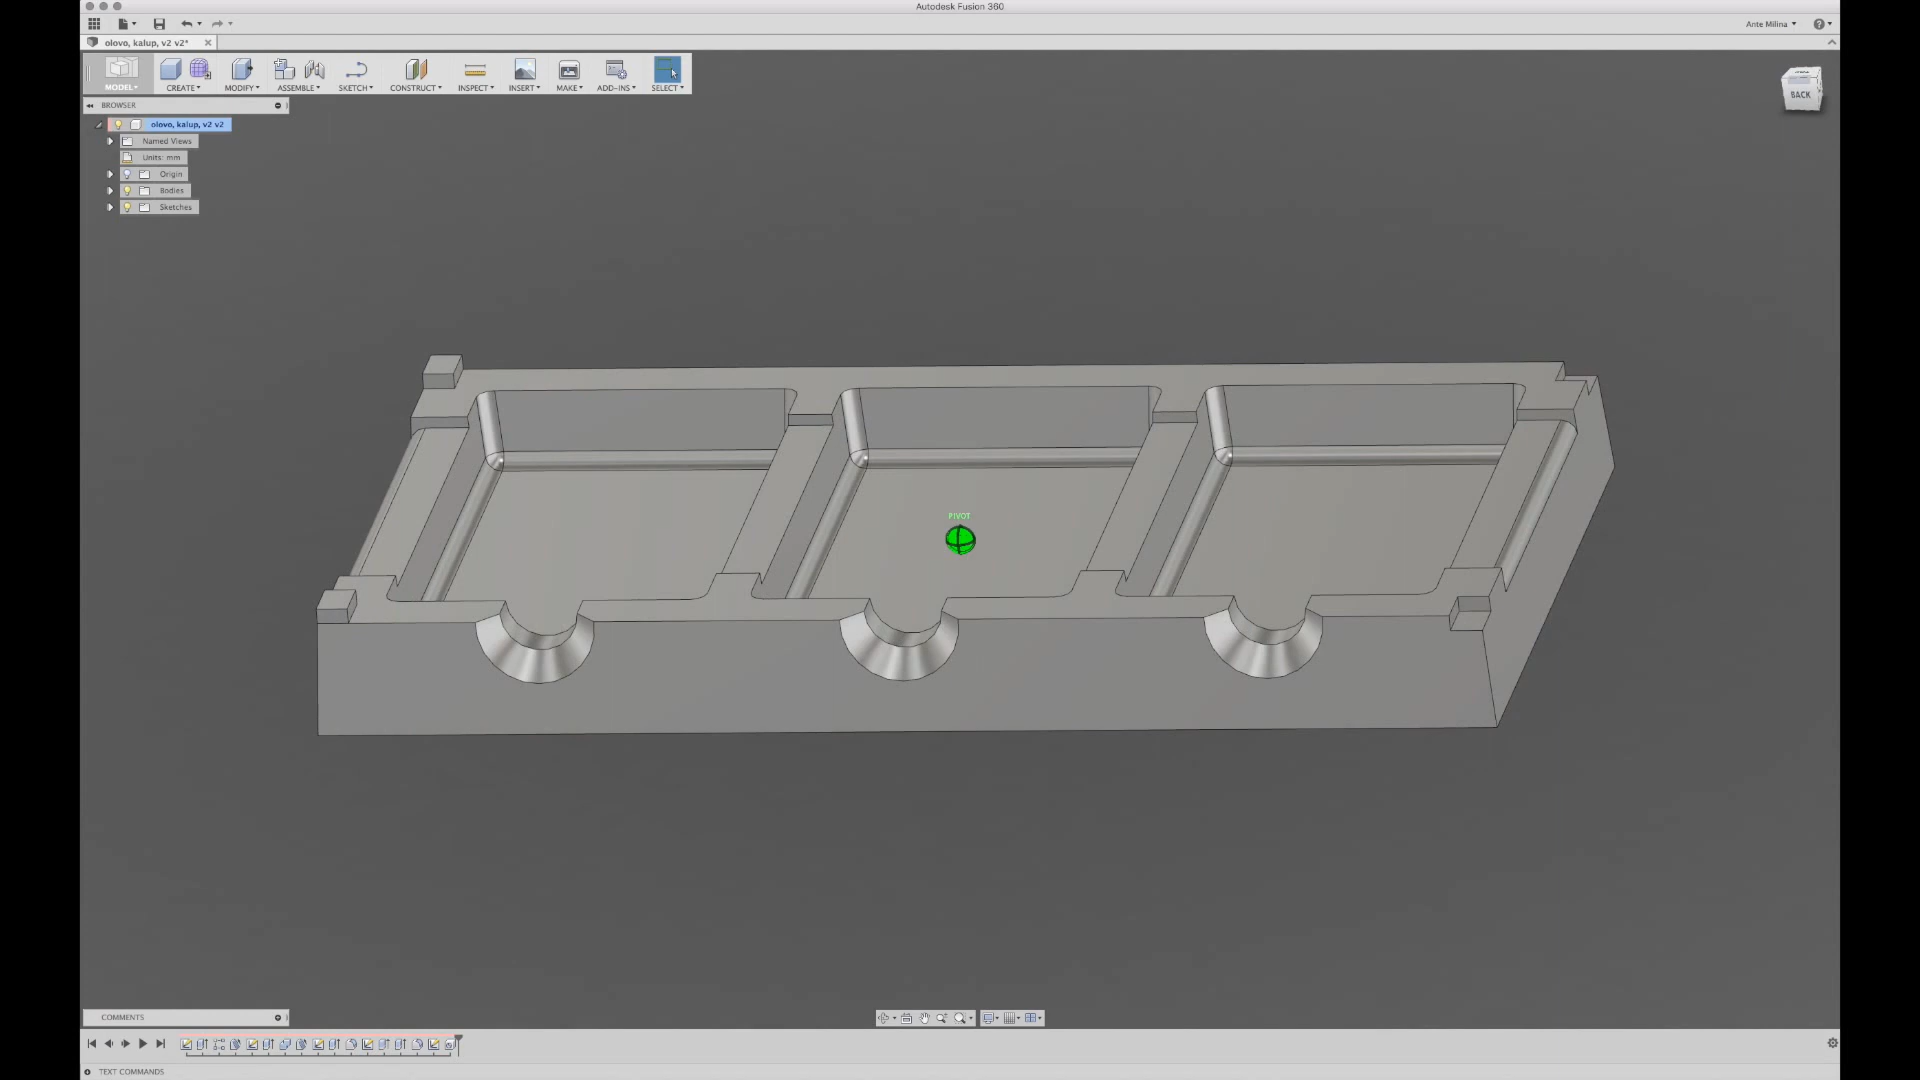 Autodesk Fusion 360
Ante Milina
olovo, kalup, v2 v2*
MODEL
CREATE
MODIFY
ASSEMBLE
SKETCH
CONSTRUCT
INSPECT
INSERT
MAKE
ADD-INS
SELECT
BACK
BROWSER
olovo, kalup, v2 v2
Named Views
Units: mm
Origin
Bodies
Sketches
PIVOT
COMMENTS
TEXT COMMANDS